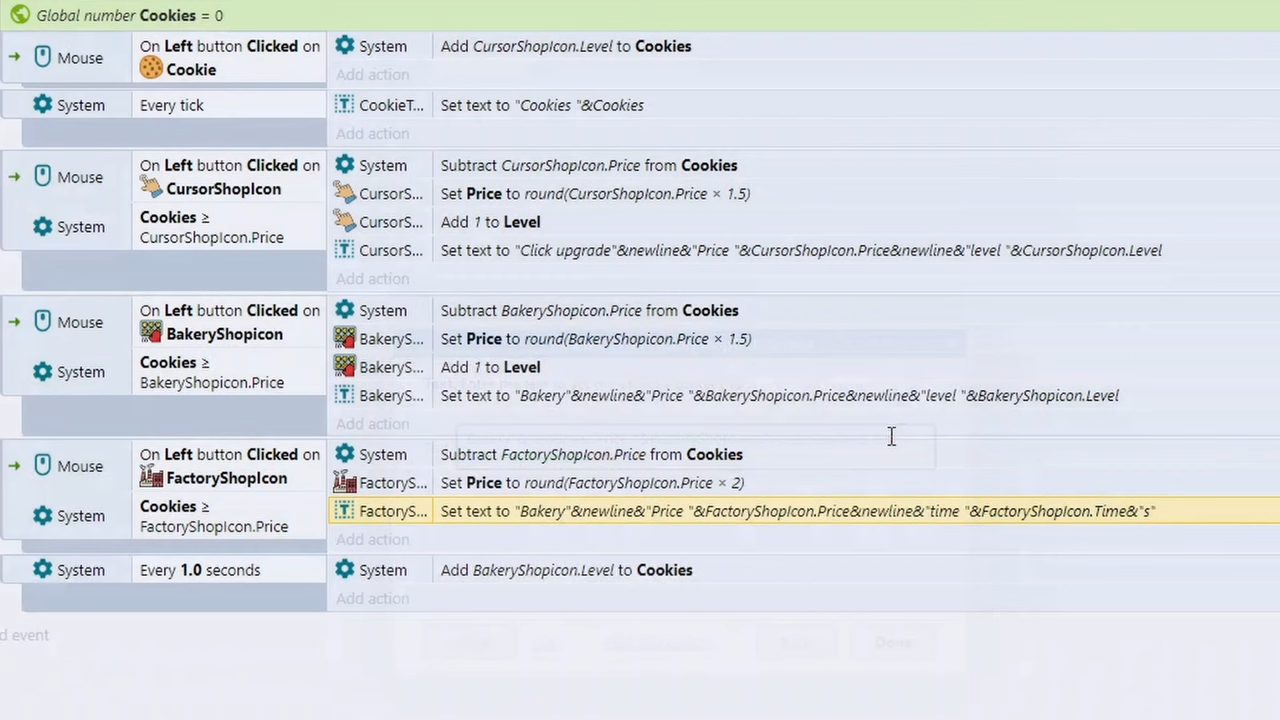 Global number Cookies = 0
Mouse On Left button Clicked on Cookie System Add CursorShopIcon.Level to Cookies
Add action
System Every tick CookieT... Set text to "Cookies "&Cookies
Add action
Mouse On Left button Clicked on CursorShopIcon System Subtract CursorShopIcon.Price from Cookies
CursorS... Set Price to round(CursorShopIcon.Price × 1.5)
System Cookies ≥ CursorShopIcon.Price CursorS... Add 1 to Level
CursorS... Set text to "Click upgrade"&newline&"Price "&CursorShopIcon.Price&newline&"level "&CursorShopIcon.Level
Add action
Mouse On Left button Clicked on BakeryShopicon System Subtract BakeryShopicon.Price from Cookies
BakeryS... Set Price to round(BakeryShopicon.Price × 1.5)
System Cookies ≥ BakeryShopicon.Price BakeryS... Add 1 to Level
BakeryS... Set text to "Bakery"&newline&"Price "&BakeryShopicon.Price&newline&"level "&BakeryShopicon.Level
Add action
Mouse On Left button Clicked on FactoryShopIcon System Subtract FactoryShopIcon.Price from Cookies
FactoryS... Set Price to round(FactoryShopIcon.Price × 2)
System Cookies ≥ FactoryShopIcon.Price FactoryS... Set text to "Bakery"&newline&"Price "&FactoryShopIcon.Price&newline&"time "&FactoryShopIcon.Time&"s"
Add action
System Every 1.0 seconds System Add BakeryShopicon.Level to Cookies
Add action
d event
Done